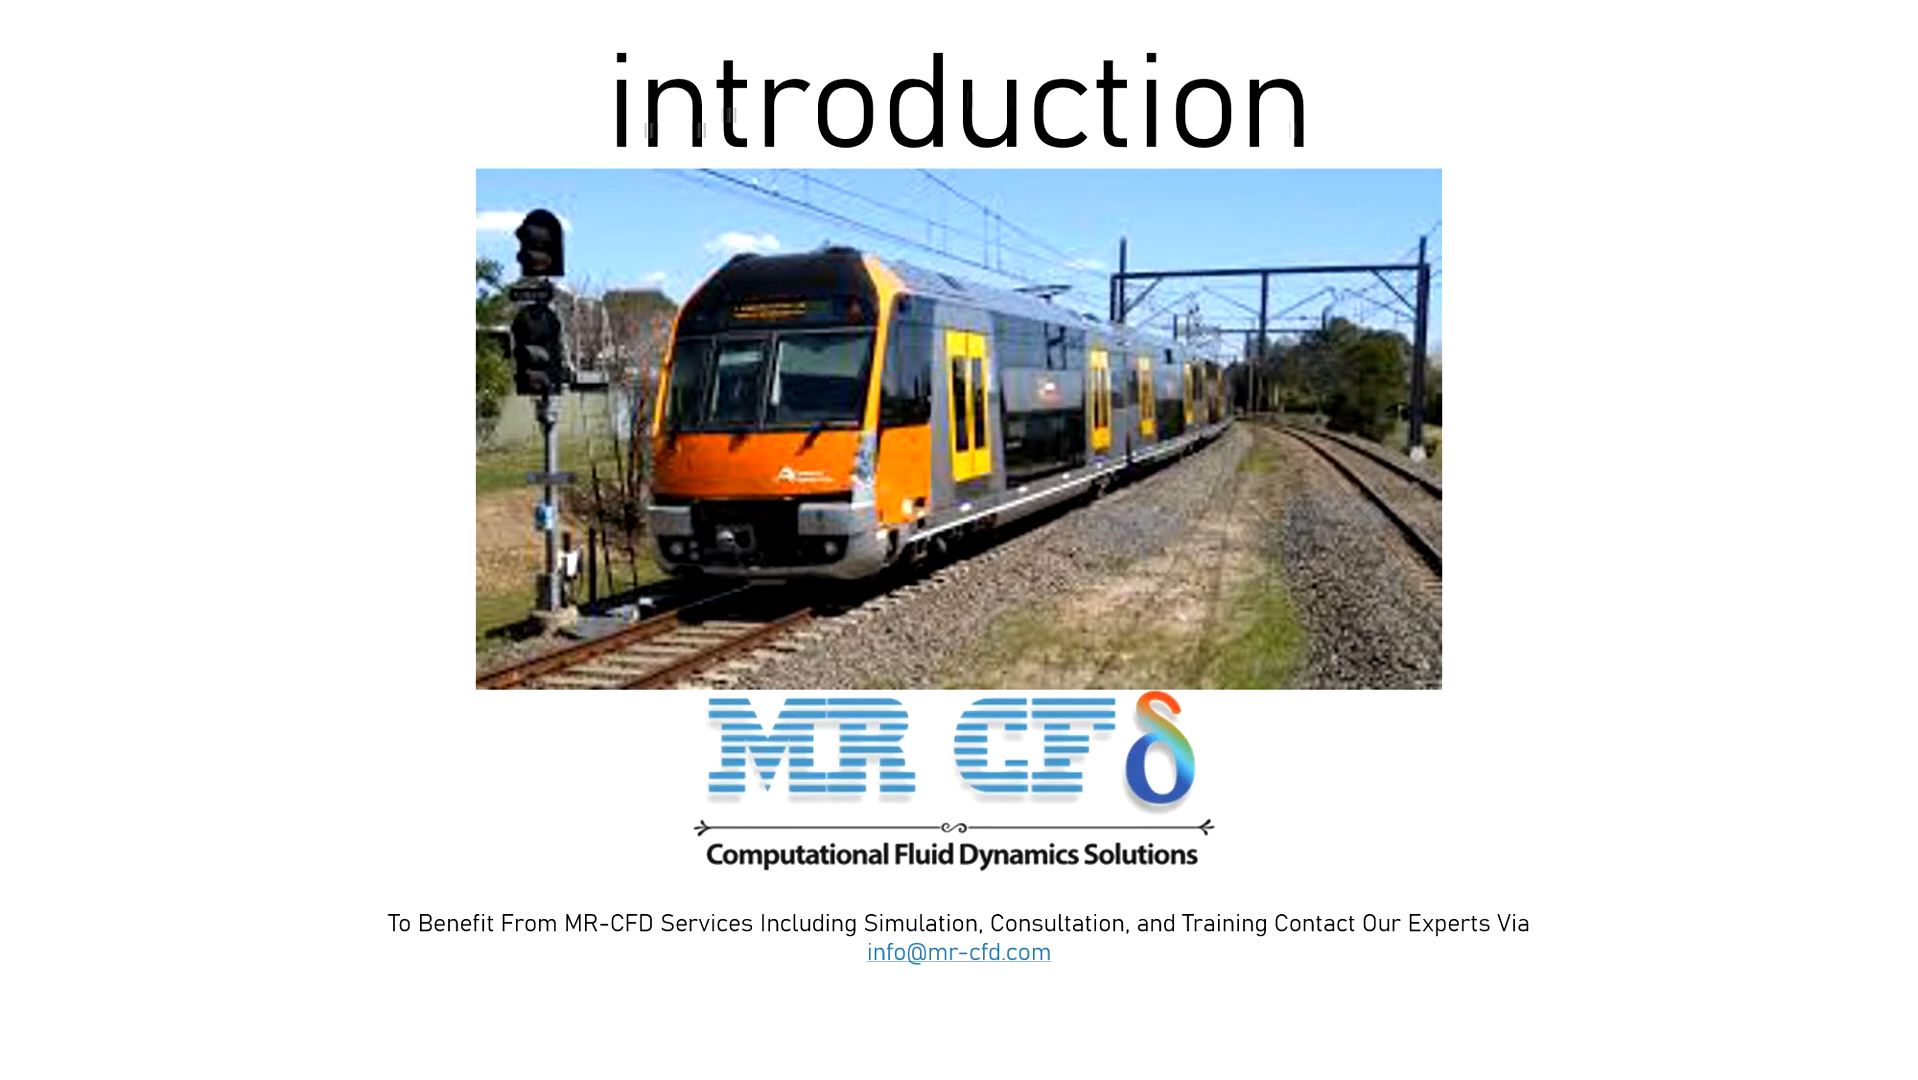 introduction
MR CFδ
Computational Fluid Dynamics Solutions
To Benefit From MR-CFD Services Including Simulation, Consultation, and Training Contact Our Experts Via
info@mr-cfd.com